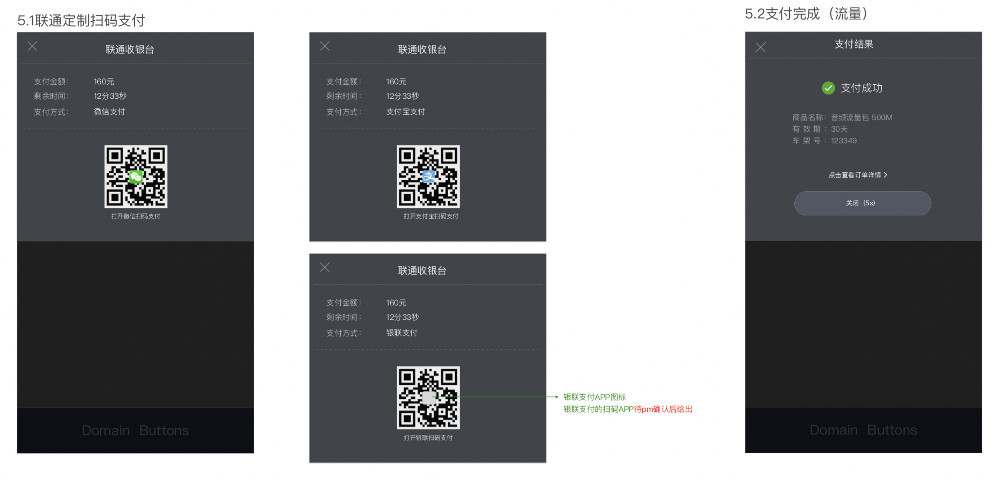 5.1联通定制扫码支付
联通收银台
支付金额： 160元
剩余时间： 12分33秒
支付方式： 微信支付
打开微信扫码支付
Domain Buttons
联通收银台
支付金额： 160元
剩余时间： 12分33秒
支付方式： 支付宝支付
支
打开支付宝扫码支付
联通收银台
支付金额： 160元
剩余时间： 12分33秒
支付方式： 银联支付
打开银联扫码支付
银联支付APP图标
银联支付的扫码APP待pm确认后给出
5.2支付完成（流量）
支付结果
支付成功
商品名称： 音频流量包 500M
有 效 期 ： 30天
车 架 号 ： 123349
点击查看订单详情
关闭（5s）
Domain Buttons